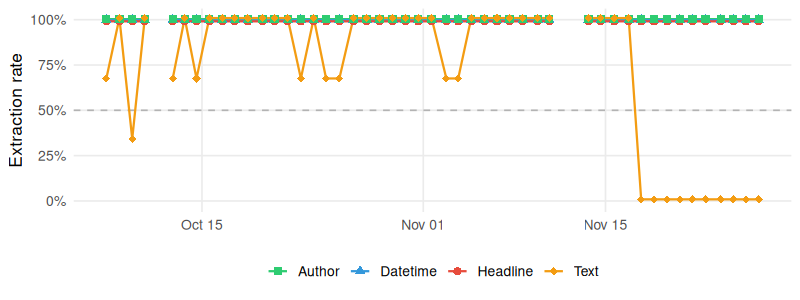 Extraction rate
100%
75%
50%
25%
0%
Oct 15 Nov 01 Nov 15
Author Datetime Headline Text